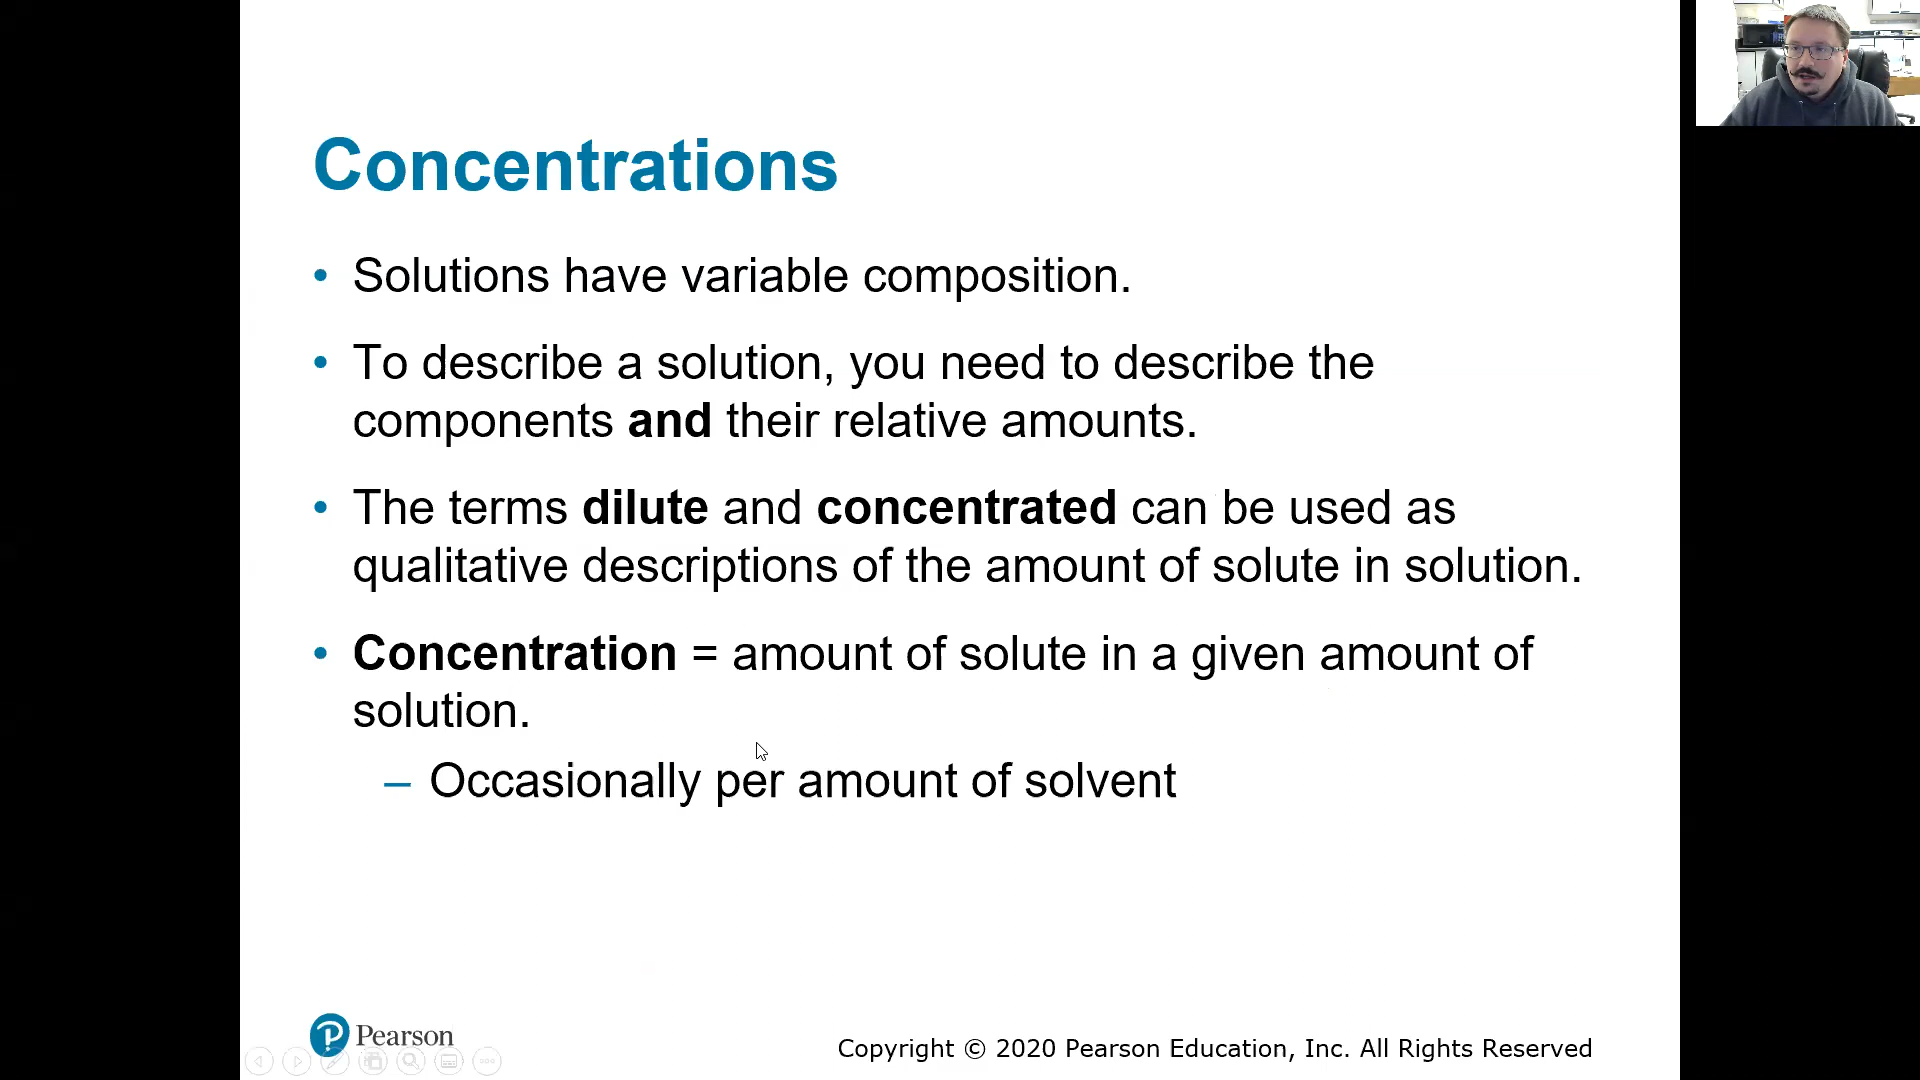 Concentrations
• Solutions have variable composition.
• To describe a solution, you need to describe the
components and their relative amounts.
• The terms dilute and concentrated can be used as
qualitative descriptions of the amount of solute in solution.
• Concentration = amount of solute in a given amount of
solution.
– Occasionally per amount of solvent
Pearson
Copyright © 2020 Pearson Education, Inc. All Rights Reserved